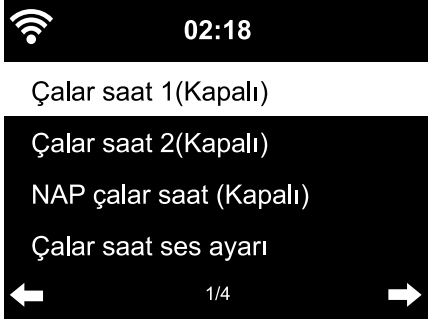 02:18
Çalar saat 1(Kapalı)
Çalar saat 2(Kapalı)
NAP çalar saat (Kapalı)
Çalar saat ses ayarı
1/4